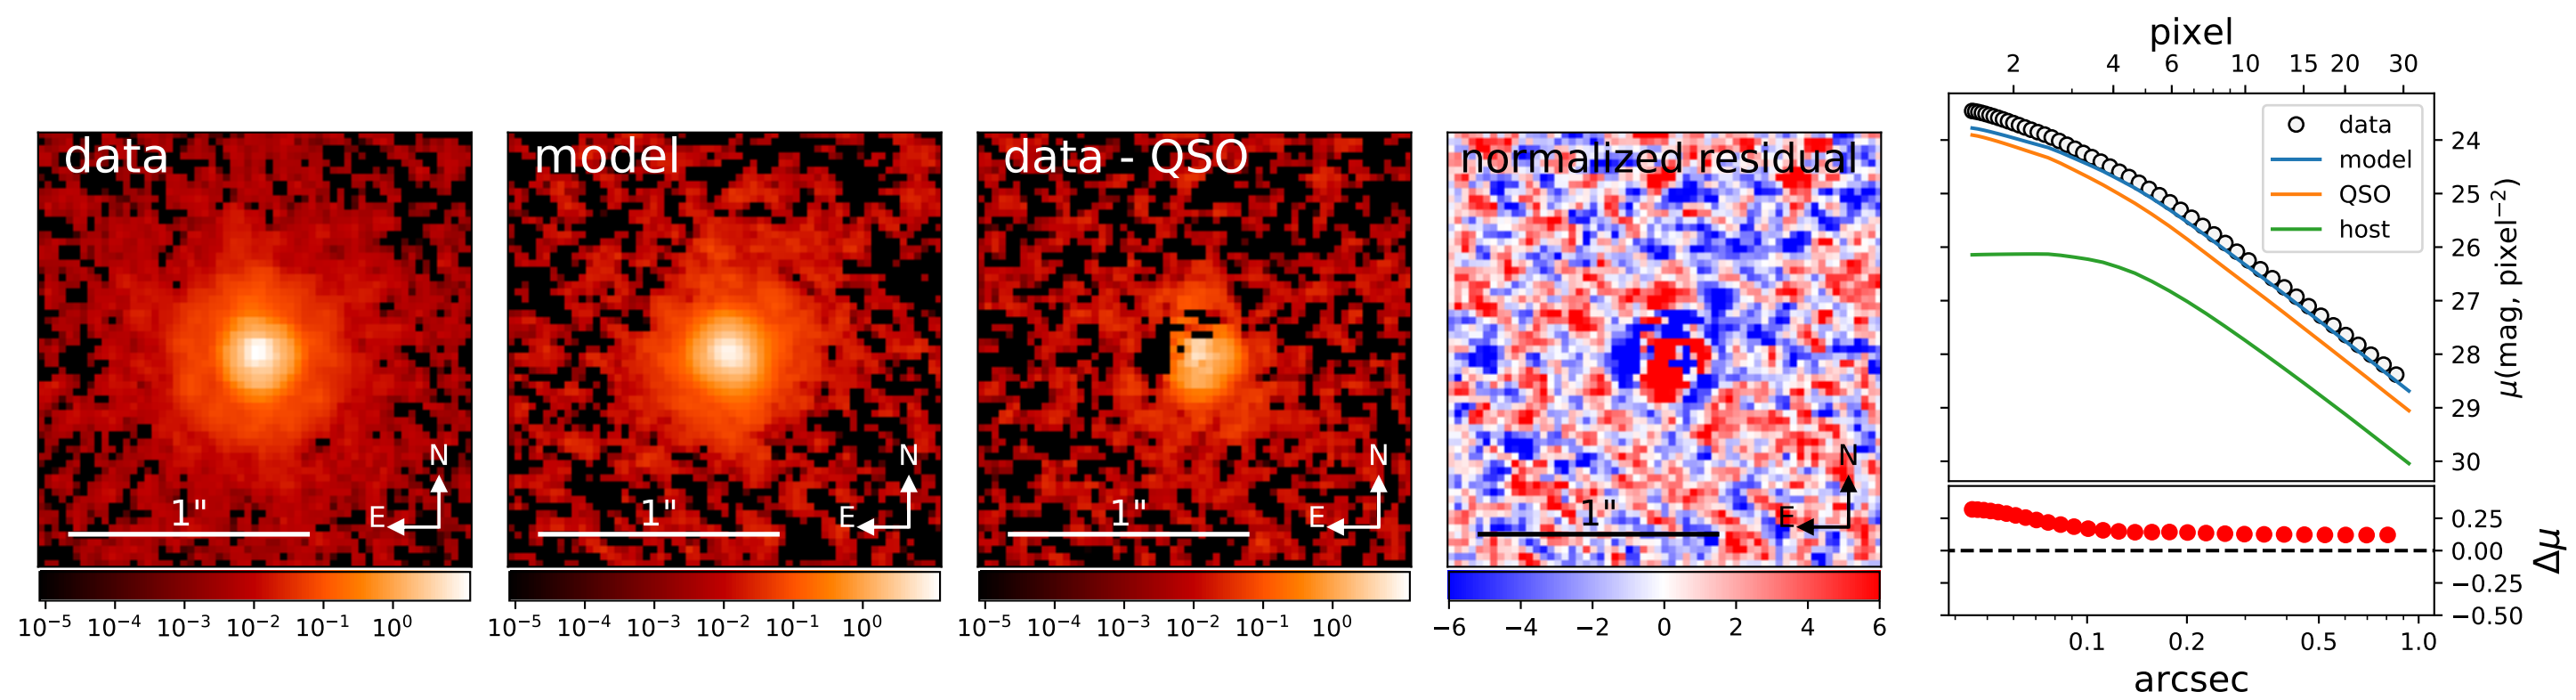 data
N
E
1"
10⁻⁵ 10⁻⁴ 10⁻³ 10⁻² 10⁻¹ 10⁰
model
N
E
1"
10⁻⁵ 10⁻⁴ 10⁻³ 10⁻² 10⁻¹ 10⁰
data - QSO
N
E
1"
10⁻⁵ 10⁻⁴ 10⁻³ 10⁻² 10⁻¹ 10⁰
normalized residual
N
E
1"
−6 −4 −2 0 2 4 6
pixel
2 4 6 10 15 20 30
data
model
QSO
host
24
25
26
27
28
29
30
μ(mag, pixel⁻²)
0.25
0.00
−0.25
−0.50
Δμ
0.1 0.2 0.5 1.0
arcsec